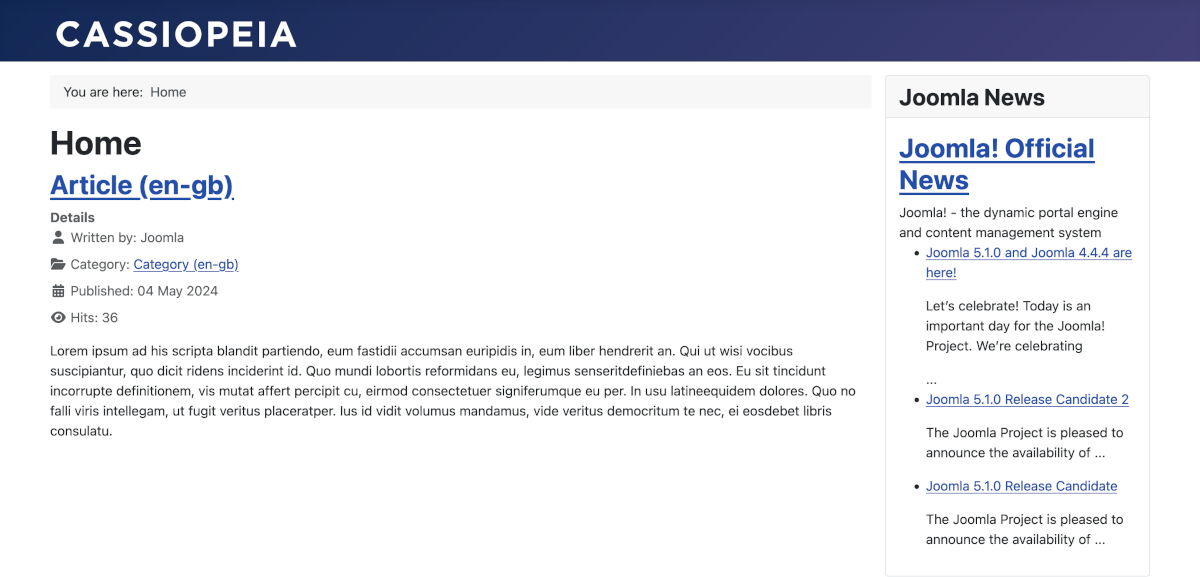 CASSIOPEIA
You are here: Home
Home
Article (en-gb)
Details
Written by: Joomla
Category: Category (en-gb)
Published: 04 May 2024
Hits: 36
Lorem ipsum ad his scripta blandit partiendo, eum fastidii accumsan euripidis in, eum liber hendrerit an. Qui ut wisi vocibus
suscipiantur, quo dicit ridens inciderint id. Quo mundi lobortis reformidans eu, legimus senseritdefiniebas an eos. Eu sit tincidunt
incorrupte definitionem, vis mutat affert percipit cu, eirmod consectetuer signiferumque eu per. In usu latineequidem dolores. Quo no
falli viris intellegam, ut fugit veritus placeratper. Ius id vidit volumus mandamus, vide veritus democritum te nec, ei eosdebet libris
consulatu.
Joomla News
Joomla! Official
News
Joomla! - the dynamic portal engine
and content management system
Joomla 5.1.0 and Joomla 4.4.4 are
here!
Let’s celebrate! Today is an
important day for the Joomla!
Project. We’re celebrating
...
Joomla 5.1.0 Release Candidate 2
The Joomla Project is pleased to
announce the availability of ...
Joomla 5.1.0 Release Candidate
The Joomla Project is pleased to
announce the availability of ...